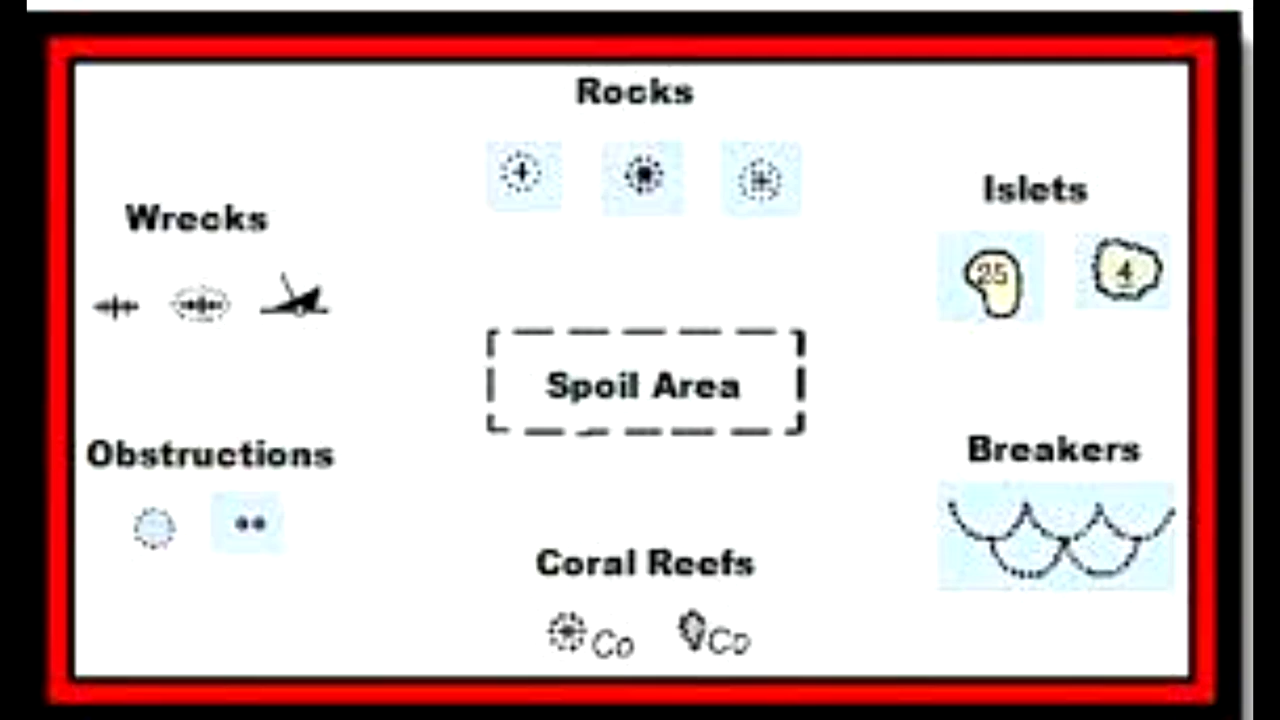 Rocks
Islets
Wrecks
25
4
Spoil Area
Obstructions
Breakers
Coral Reefs
Co
Co